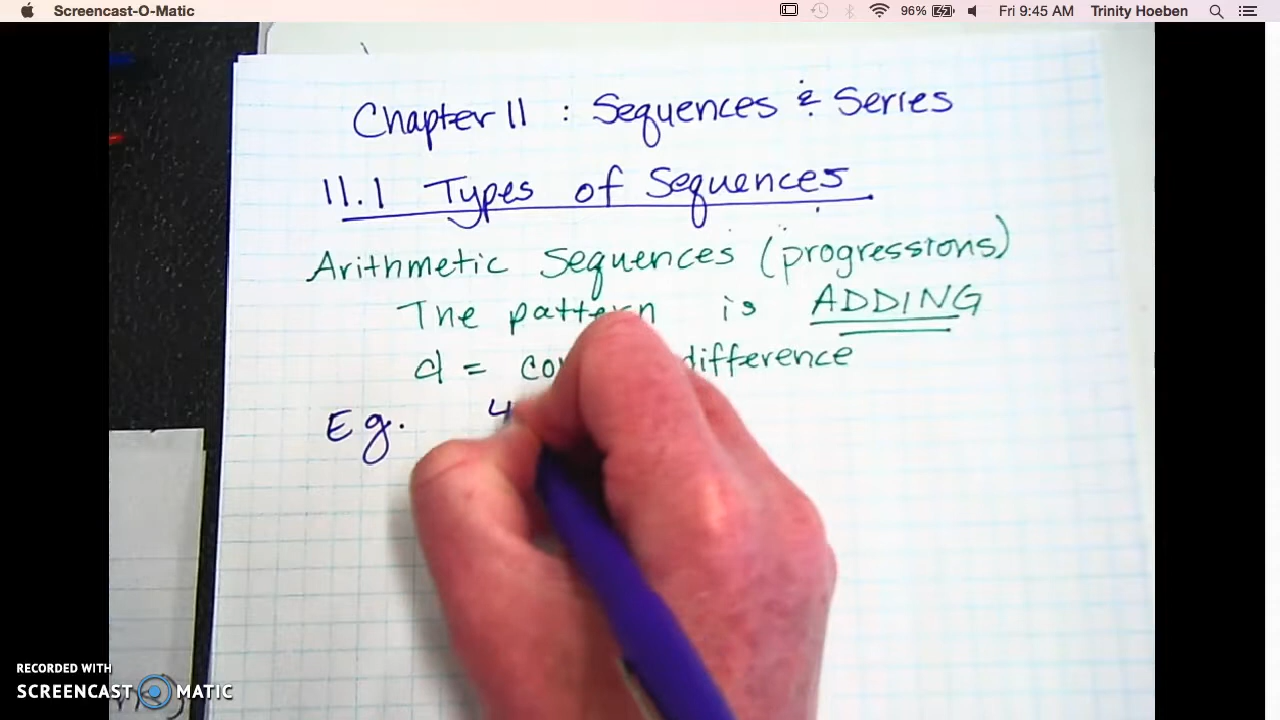 Screencast-O-Matic 96% Fri 9:45 AM Trinity Hoeben
Chapter 11 : Sequences & Series
11.1 Types of Sequences
Arithmetic Sequences (progressions)
The pattern is ADDING
d = difference
Eg. 4
RECORDED WITH
SCREENCAST MATIC